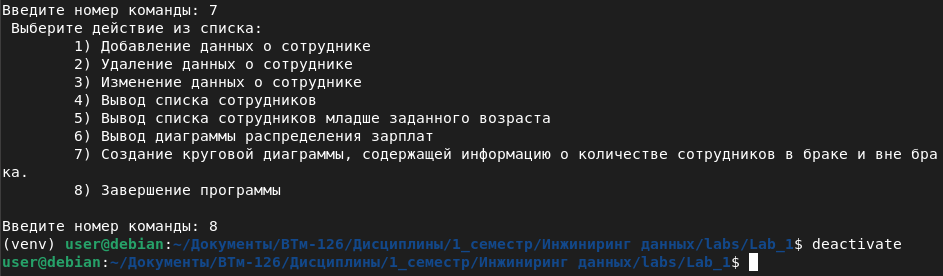 Введите номер команды: 7
Выберите действие из списка:
1) Добавление данных о сотруднике
2) Удаление данных о сотруднике
3) Изменение данных о сотруднике
4) Вывод списка сотрудников
5) Вывод списка сотрудников младше заданного возраста
6) Вывод диаграммы распределения зарплат
7) Создание круговой диаграммы, содержащей информацию о количестве сотрудников в браке и вне бра
ка.
8) Завершение программы
Введите номер команды: 8
(venv) user@debian:~/Документы/ВТм-126/Дисциплины/1_семестр/Инжиниринг данных/labs/Lab_1$ deactivate
user@debian:~/Документы/ВТм-126/Дисциплины/1_семестр/Инжиниринг данных/labs/Lab_1$